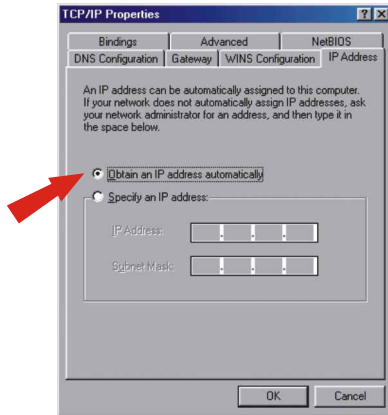 TCP/IP Properties
Bindings Advanced NetBIOS
DNS Configuration Gateway WINS Configuration IP Address
An IP address can be automatically assigned to this computer.
If your network does not automatically assign IP addresses, ask
your network administrator for an address, and then type it in
the space below.
Obtain an IP address automatically
Specify an IP address:
IP Address:
Subnet Mask:
OK Cancel